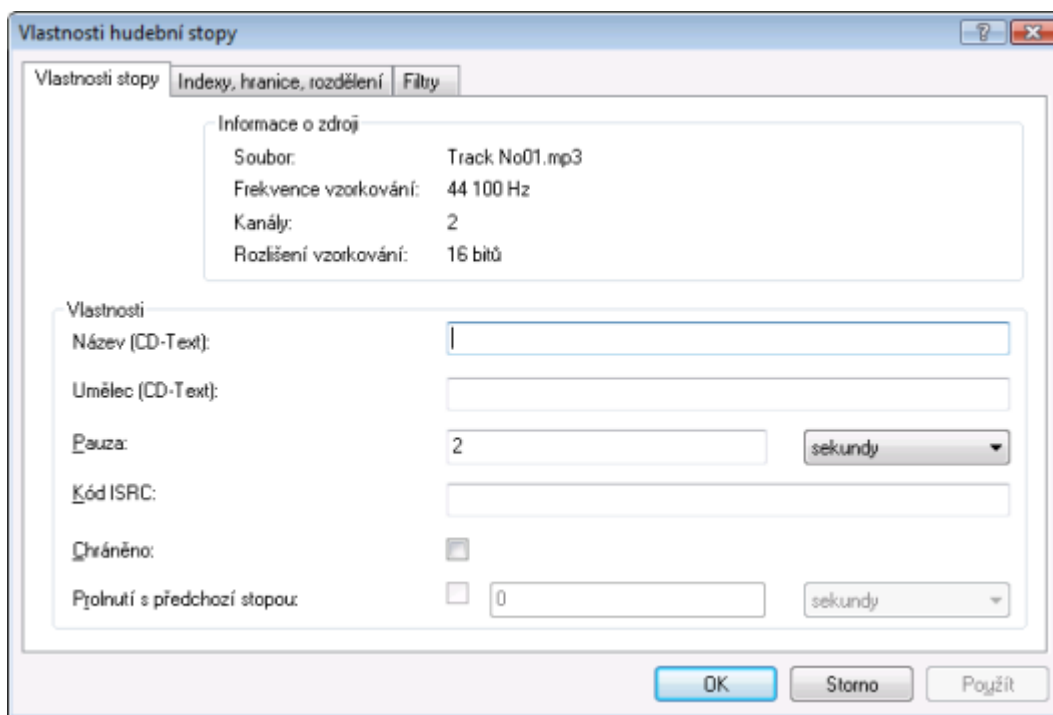 Vlastnosti hudební stopy
Vlastnosti stopy Indexy, hranice, rozdělení Filtry
Informace o zdroji
Soubor: Track No01.mp3
Frekvence vzorkování: 44 100 Hz
Kanály: 2
Rozlišení vzorkování: 16 bitů
Vlastnosti
Název (CD-Text):
Umělec (CD-Text):
Pauza: 2 sekundy
Kód ISRC:
Chráněno:
Prolnutí s předchozí stopou: 0 sekundy
OK Storno Použít